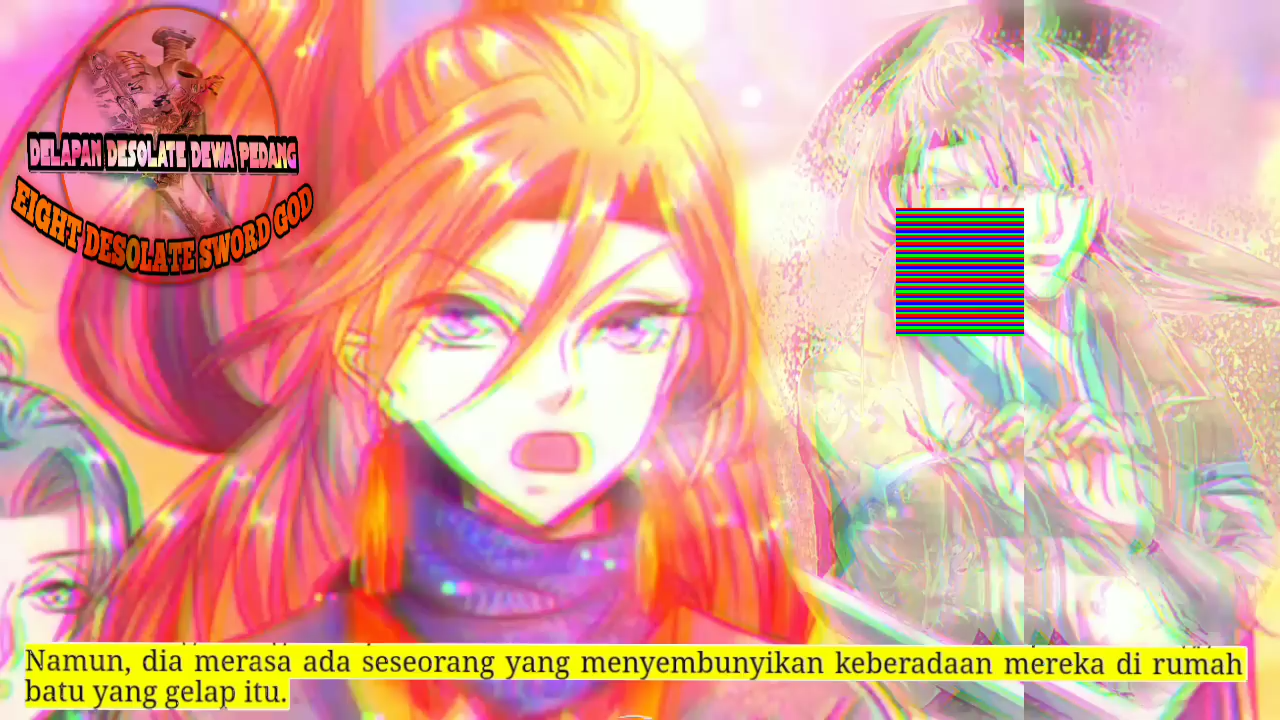 DELAPAN DESOLATE DEWA PEDANG
EIGHT DESOLATE SWORD GOD
Namun, dia merasa ada seseorang yang menyembunyikan keberadaan mereka di rumah
batu yang gelap itu.